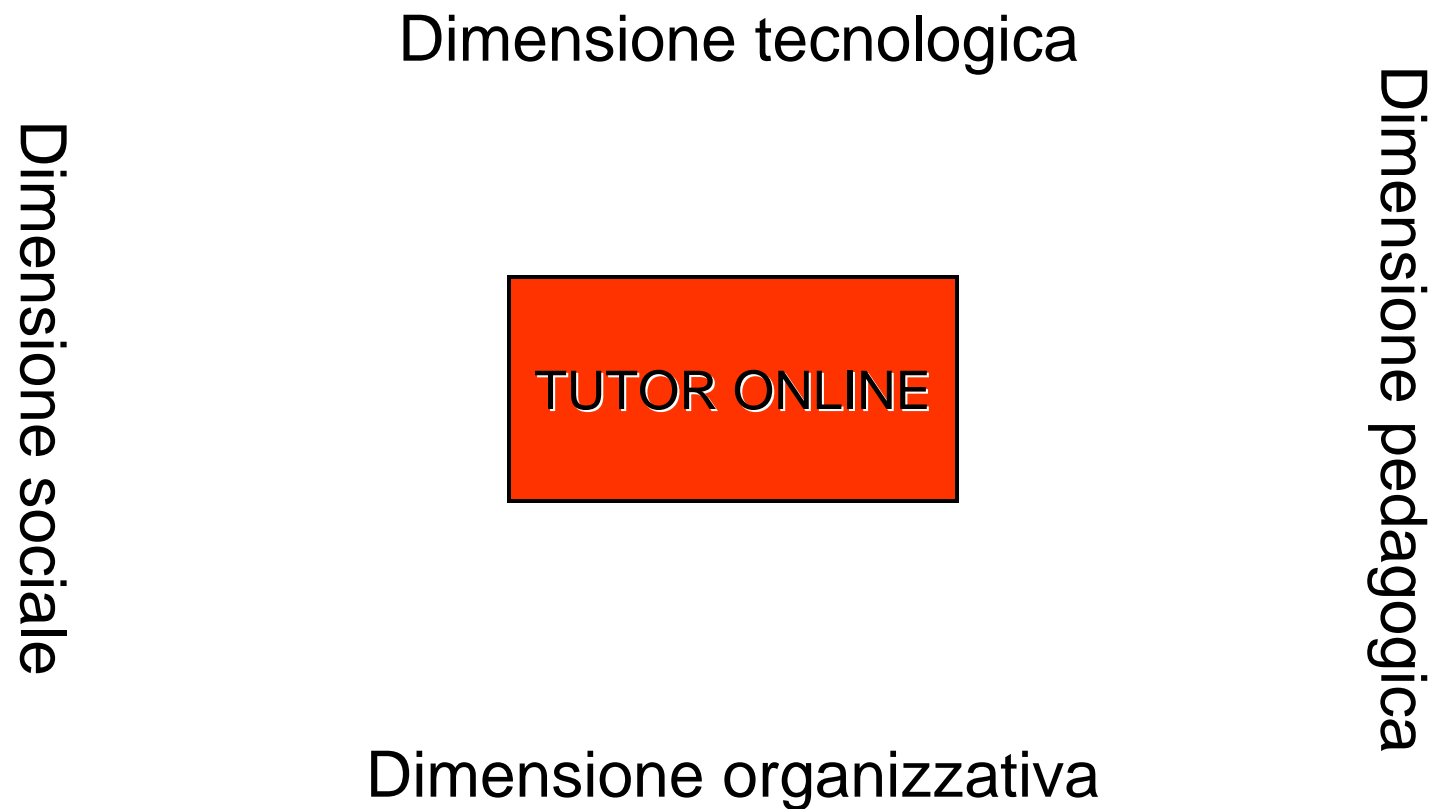 Dimensione tecnologica
Dimensione sociale
TUTOR ONLINE
Dimensione pedagogica
Dimensione organizzativa